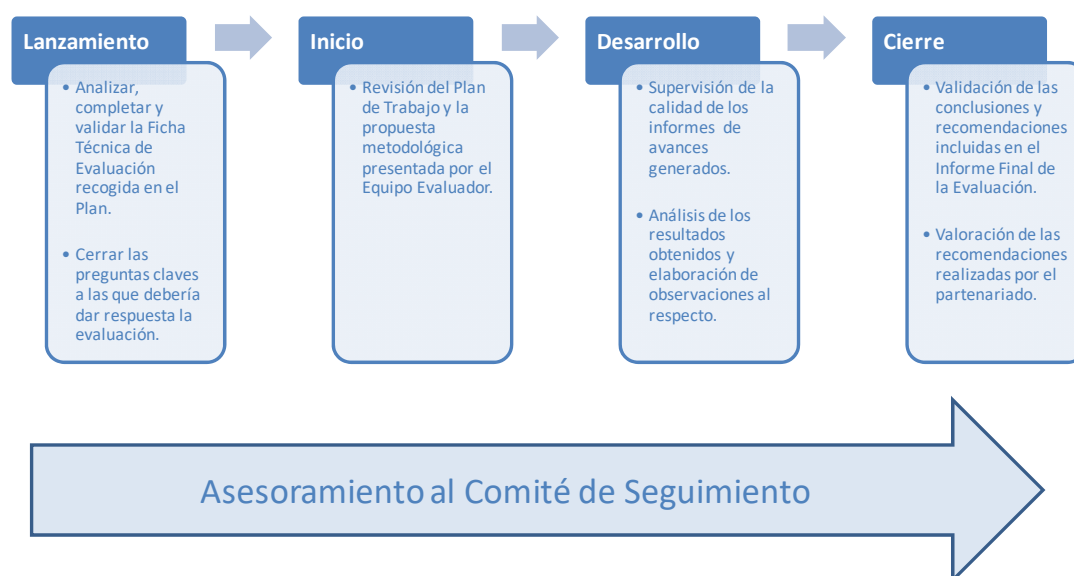 Lanzamiento
• Analizar,
completar y
validar la Ficha
Técnica de
Evaluación
recogida en el
Plan.
• Cerrar las
preguntas claves
a las que debería
dar respuesta la
evaluación.
Inicio
• Revisión del Plan
de Trabajo y la
propuesta
metodológica
presentada por el
Equipo Evaluador.
Desarrollo
• Supervisión de la
calidad de los
informes de
avances
generados.
• Análisis de los
resultados
obtenidos y
elaboración de
observaciones al
respecto.
Cierre
• Validación de las
conclusiones y
recomendaciones
incluidas en el
Informe Final de
la Evaluación.
• Valoración de las
recomendaciones
realizadas por el
partenariado.
Asesoramiento al Comité de Seguimiento